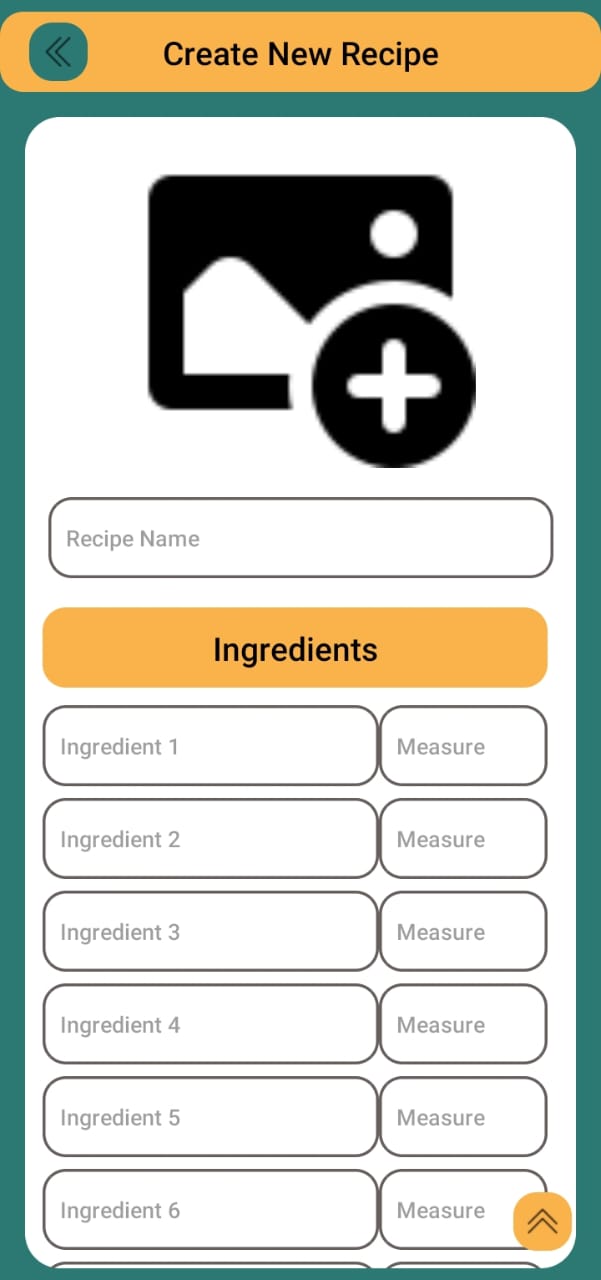 Create New Recipe
Recipe Name
Ingredients
Ingredient 1 Measure
Ingredient 2 Measure
Ingredient 3 Measure
Ingredient 4 Measure
Ingredient 5 Measure
Ingredient 6 Measure